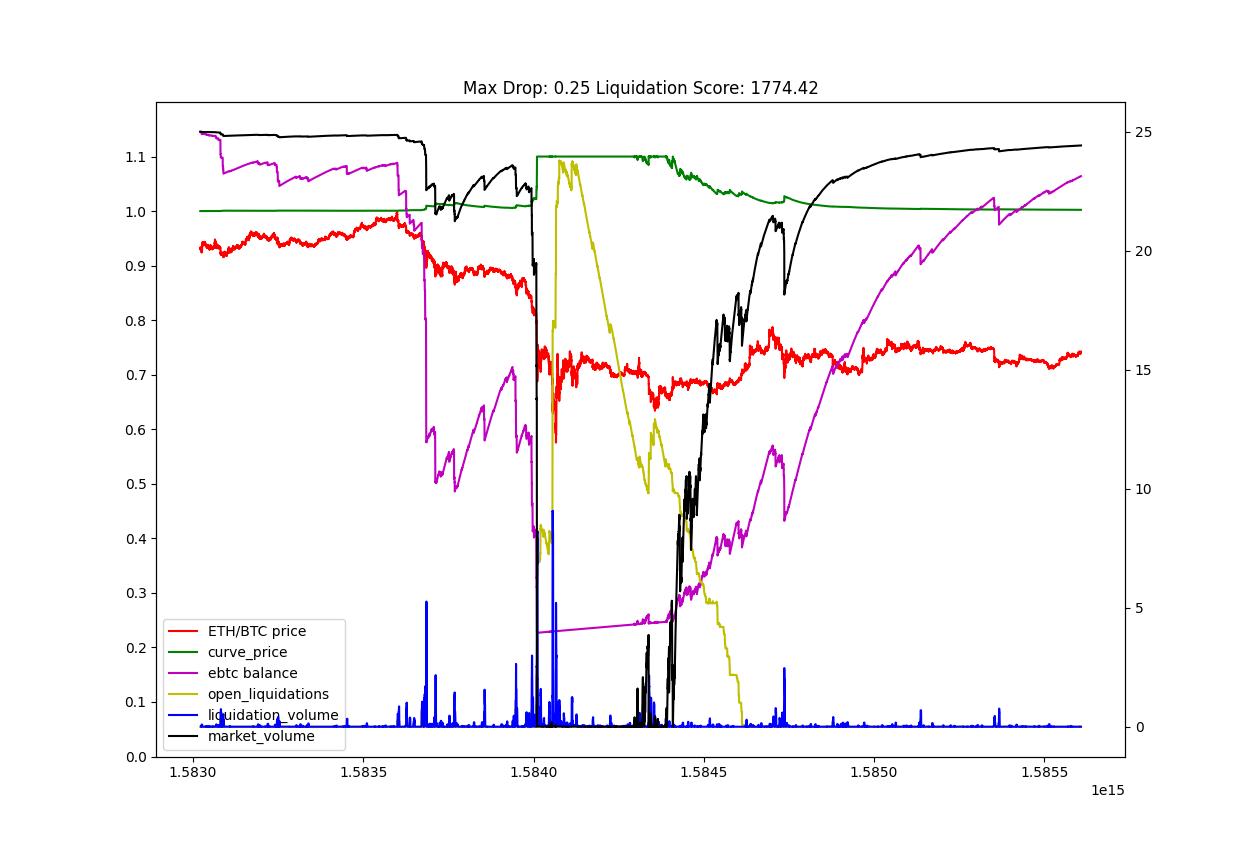 Max Drop: 0.25 Liquidation Score: 1774.42
1.1
1.0
0.9
0.8
0.7
0.6
0.5
0.4
0.3
0.2
0.1
0.0
25
20
15
10
5
0
ETH/BTC price
curve_price
ebtc balance
open_liquidations
liquidation_volume
market_volume
1.5830 1.5835 1.5840 1.5845 1.5850 1.5855
1e15